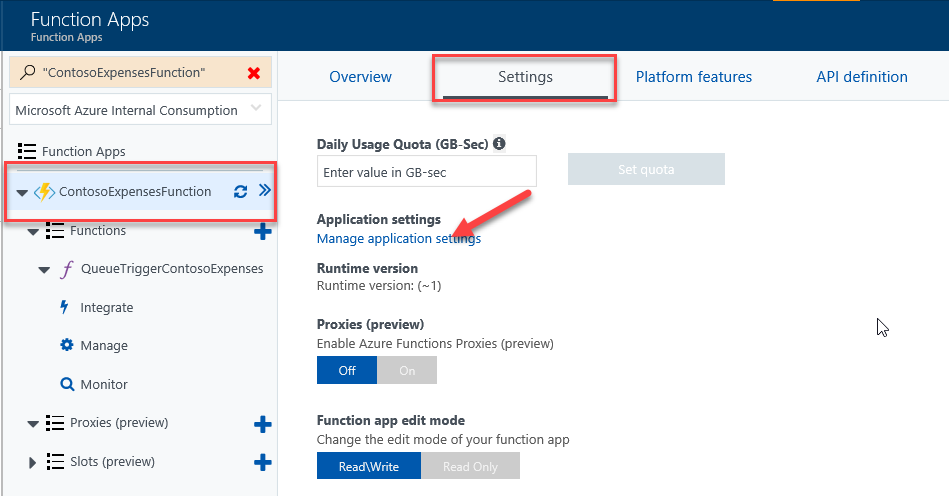 Function Apps
Function Apps
"ContosoExpensesFunction"
Microsoft Azure Internal Consumption
Function Apps
ContosoExpensesFunction
Functions
QueueTriggerContosoExpenses
Integrate
Manage
Monitor
Proxies (preview)
Slots (preview)
Overview
Settings
Platform features
API definition
Daily Usage Quota (GB-Sec)
Enter value in GB-sec
Set quota
Application settings
Manage application settings
Runtime version
Runtime version: (~1)
Proxies (preview)
Enable Azure Functions Proxies (preview)
Off
On
Function app edit mode
Change the edit mode of your function app
Read\Write
Read Only